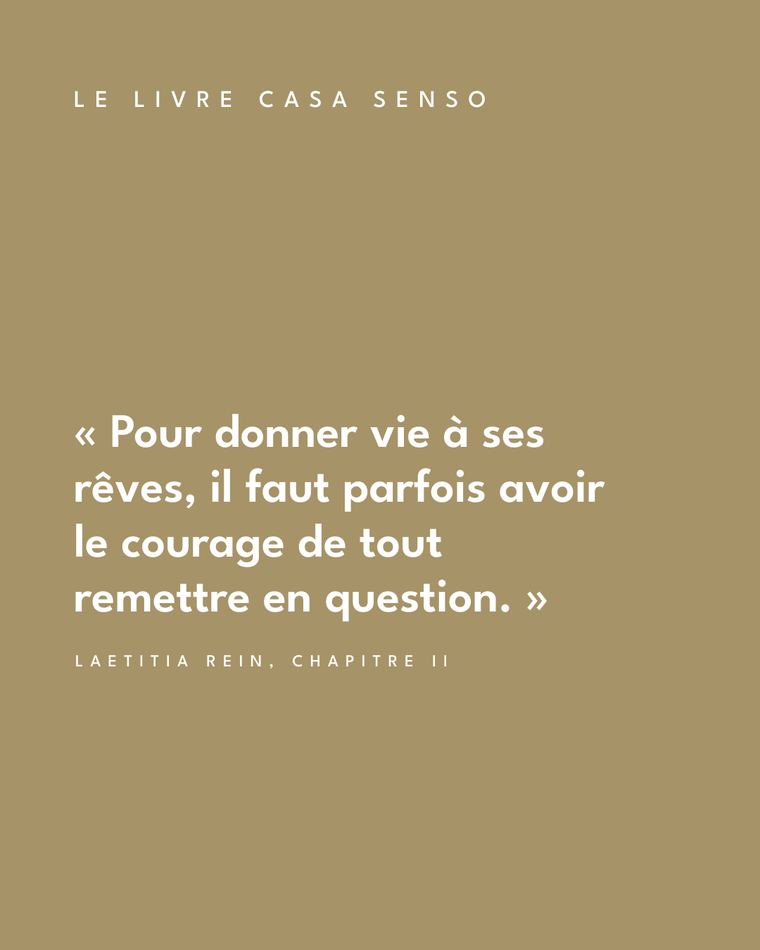 LE LIVRE CASA SENSO
« Pour donner vie à ses
rêves, il faut parfois avoir
le courage de tout
remettre en question. »
LAETITIA REIN, CHAPITRE II